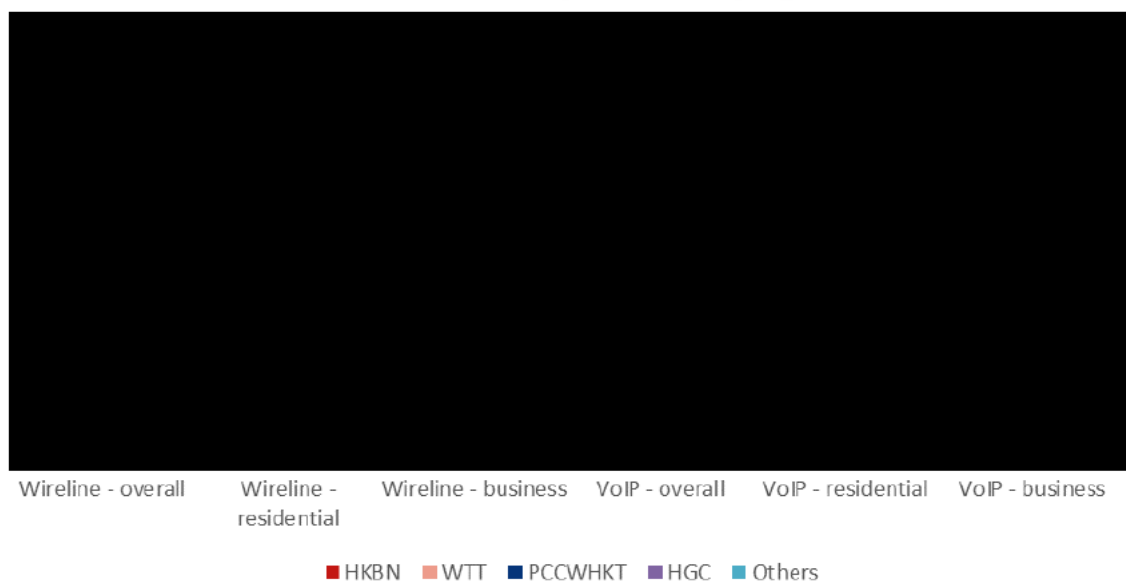 Wireline - overall Wireline - Wireline - business VoIP - overall VoIP - residential VoIP - business
residential
HKBN WTT PCCWHKT HGC Others